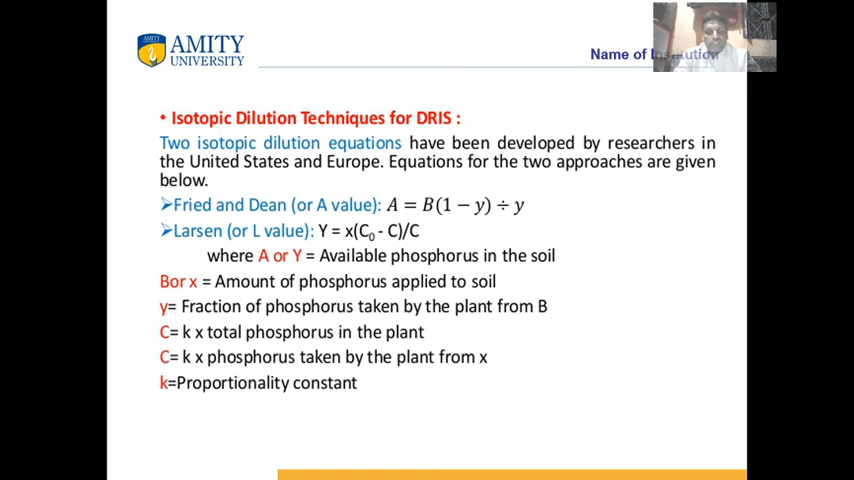 AMITY
AMITY
UNIVERSITY
Name of Institution
• Isotopic Dilution Techniques for DRIS :
Two isotopic dilution equations have been developed by researchers in
the United States and Europe. Equations for the two approaches are given
below.
➢Fried and Dean (or A value): A = B(1 − y) ÷ y
➢Larsen (or L value): Y = x(C₀ - C)/C
where A or Y = Available phosphorus in the soil
Bor x = Amount of phosphorus applied to soil
y= Fraction of phosphorus taken by the plant from B
C= k x total phosphorus in the plant
C= k x phosphorus taken by the plant from x
k=Proportionality constant